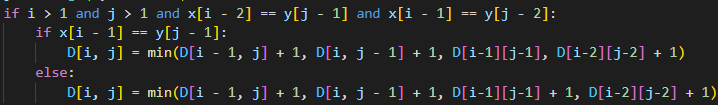 if i > 1 and j > 1 and x[i - 2] == y[j - 1] and x[i - 1] == y[j - 2]:
    if x[i - 1] == y[j - 1]:
        D[i, j] = min(D[i - 1, j] + 1, D[i, j - 1] + 1, D[i-1][j-1], D[i-2][j-2] + 1)
    else:
        D[i, j] = min(D[i - 1, j] + 1, D[i, j - 1] + 1, D[i-1][j-1] + 1, D[i-2][j-2] + 1)